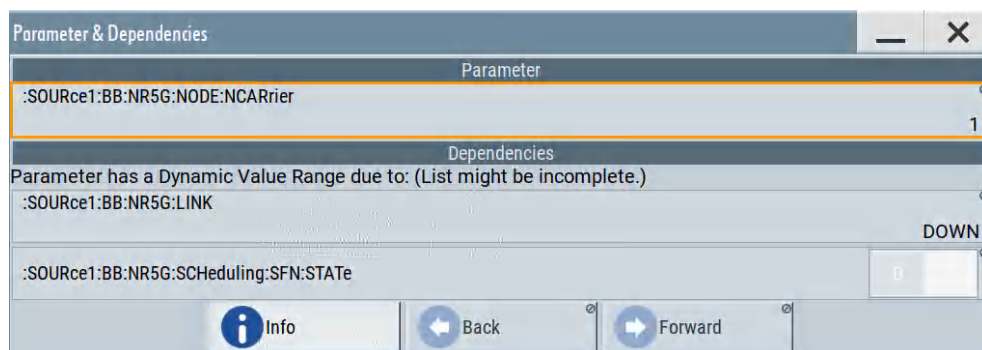 Parameter & Dependencies
Parameter
:SOURce1:BB:NR5G:NODE:NCARrier
1
Dependencies
Parameter has a Dynamic Value Range due to: (List might be incomplete.)
:SOURce1:BB:NR5G:LINK
DOWN
:SOURce1:BB:NR5G:SCHeduling:SFN:STATe
0
Info
Back
Forward